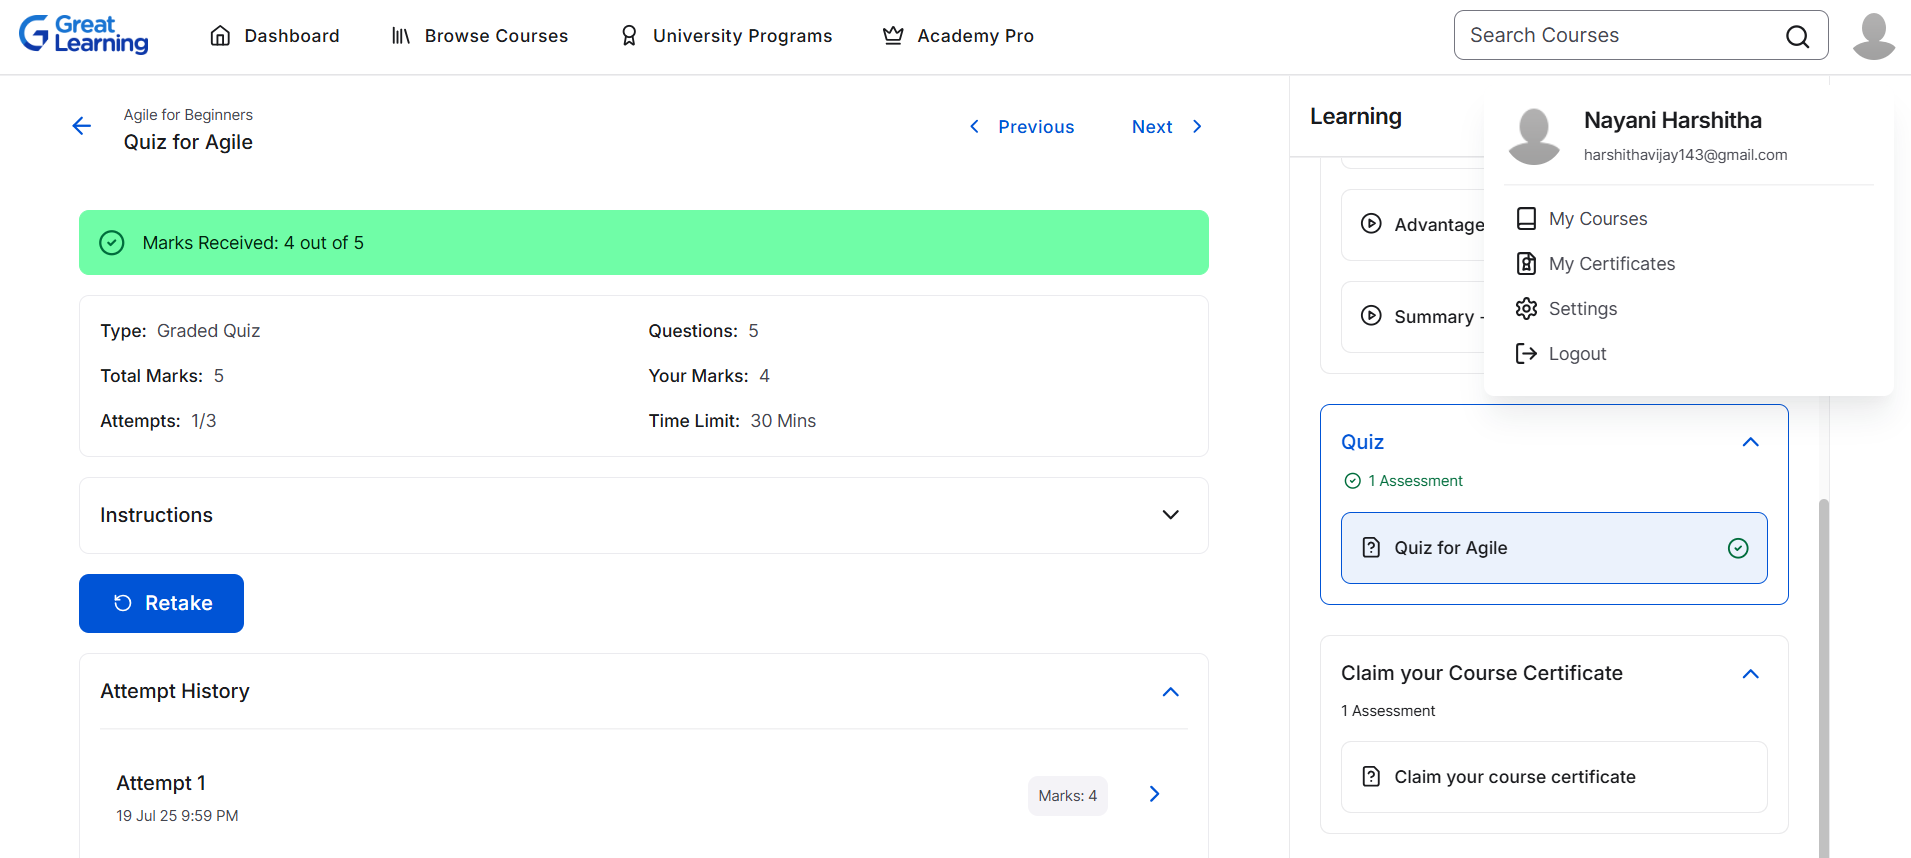 Great Learning
Dashboard
Browse Courses
University Programs
Academy Pro
Search Courses
Agile for Beginners
Quiz for Agile
Previous
Next
Marks Received: 4 out of 5
Type: Graded Quiz
Questions: 5
Total Marks: 5
Your Marks: 4
Attempts: 1/3
Time Limit: 30 Mins
Instructions
Retake
Attempt History
Attempt 1
19 Jul 25 9:59 PM
Marks: 4
Learning
Advantage
Summary -
Nayani Harshitha
harshithavijay143@gmail.com
My Courses
My Certificates
Settings
Logout
Quiz
1 Assessment
Quiz for Agile
Claim your Course Certificate
1 Assessment
Claim your course certificate